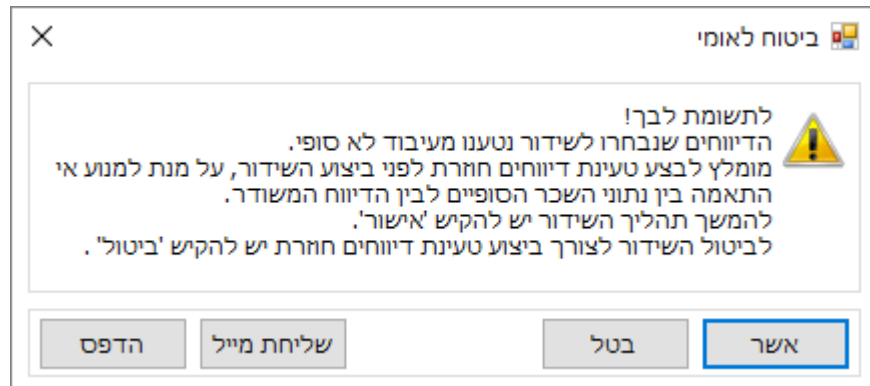 ביטוח לאומי
לתשומת לבך!
הדיווחים שנבחרו לשידור נטענו מעיבוד לא סופי.
מומלץ לבצע טעינת דיווחים חוזרת לפני ביצוע השידור, על מנת למנוע אי
התאמה בין נתוני השכר הסופיים לבין הדיווח המשודר.
להמשך תהליך השידור יש להקיש 'אישור'.
לביטול השידור לצורך ביצוע טעינת דיווחים חוזרת יש להקיש 'ביטול' .
אשר
בטל
שליחת מייל
הדפס